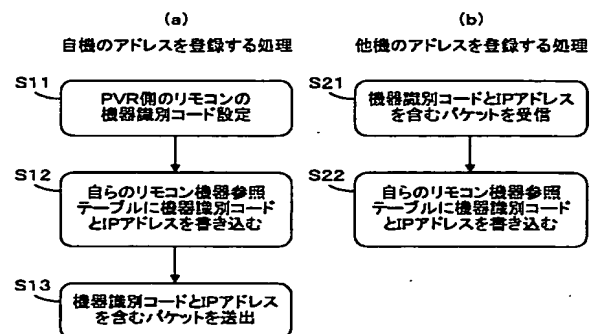 (a)
自機のアドレスを登録する処理
S11
PVR側のリモコンの
機器識別コード設定
S12
自らのリモコン機器参照
テーブルに機器識別コード
とIPアドレスを書き込む
S13
機器識別コードとIPアドレス
を含むパケットを送出
(b)
他機のアドレスを登録する処理
S21
機器識別コードとIPアドレス
を含むパケットを受信
S22
自らのリモコン機器参照
テーブルに機器識別コード
とIPアドレスを書き込む